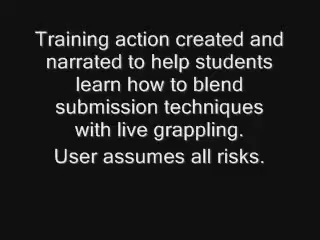 Training action created and
narrated to help students
learn how to blend
submission techniques
with live grappling.
User assumes all risks.